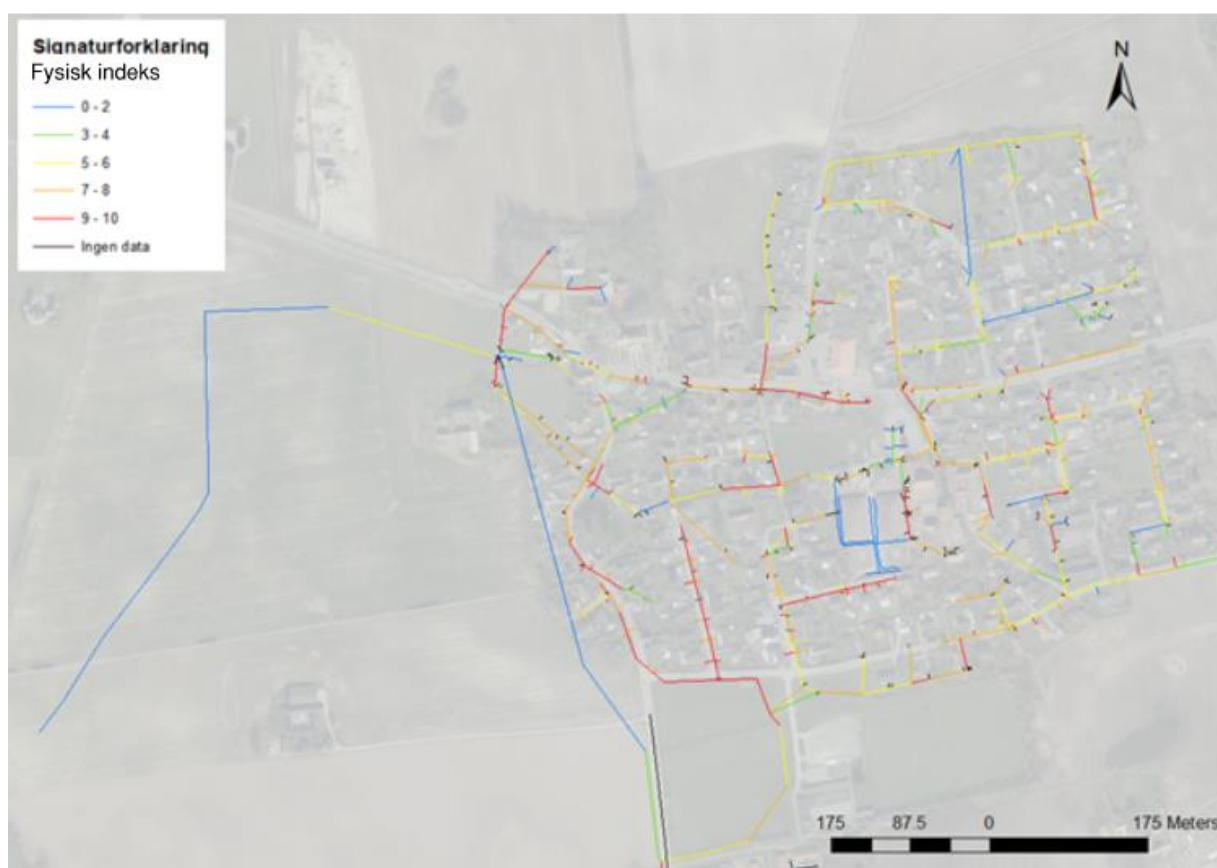 Signaturforklaring
Fysisk indeks
0 - 2
3 - 4
5 - 6
7 - 8
9 - 10
Ingen data
N
175 87.5 0 175 Meters